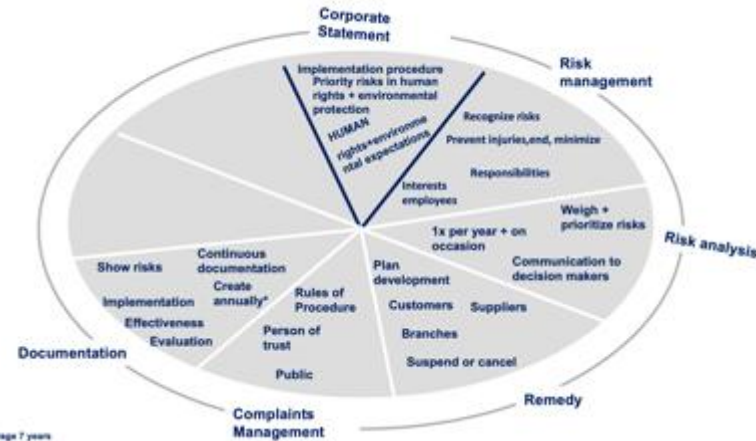 Corporate
Statement
Implementation procedure
Priority risks in human
rights + environmental
protection
HUMAN
rights+environme
ntal expectations
Risk
management
Recognize risks
Prevent injuries,end, minimize
Responsibilities
Interests
employees
Weigh +
prioritize risks
1x per year + on
occasion
Communication to
decision makers
Risk analysis
Plan
development
Customers
Suppliers
Branches
Suspend or cancel
Remedy
Rules of
Procedure
Person of
trust
Public
Complaints
Management
Continuous
documentation
Show risks
Create
annually*
Implementation
Effectiveness
Evaluation
Documentation
age 7 years